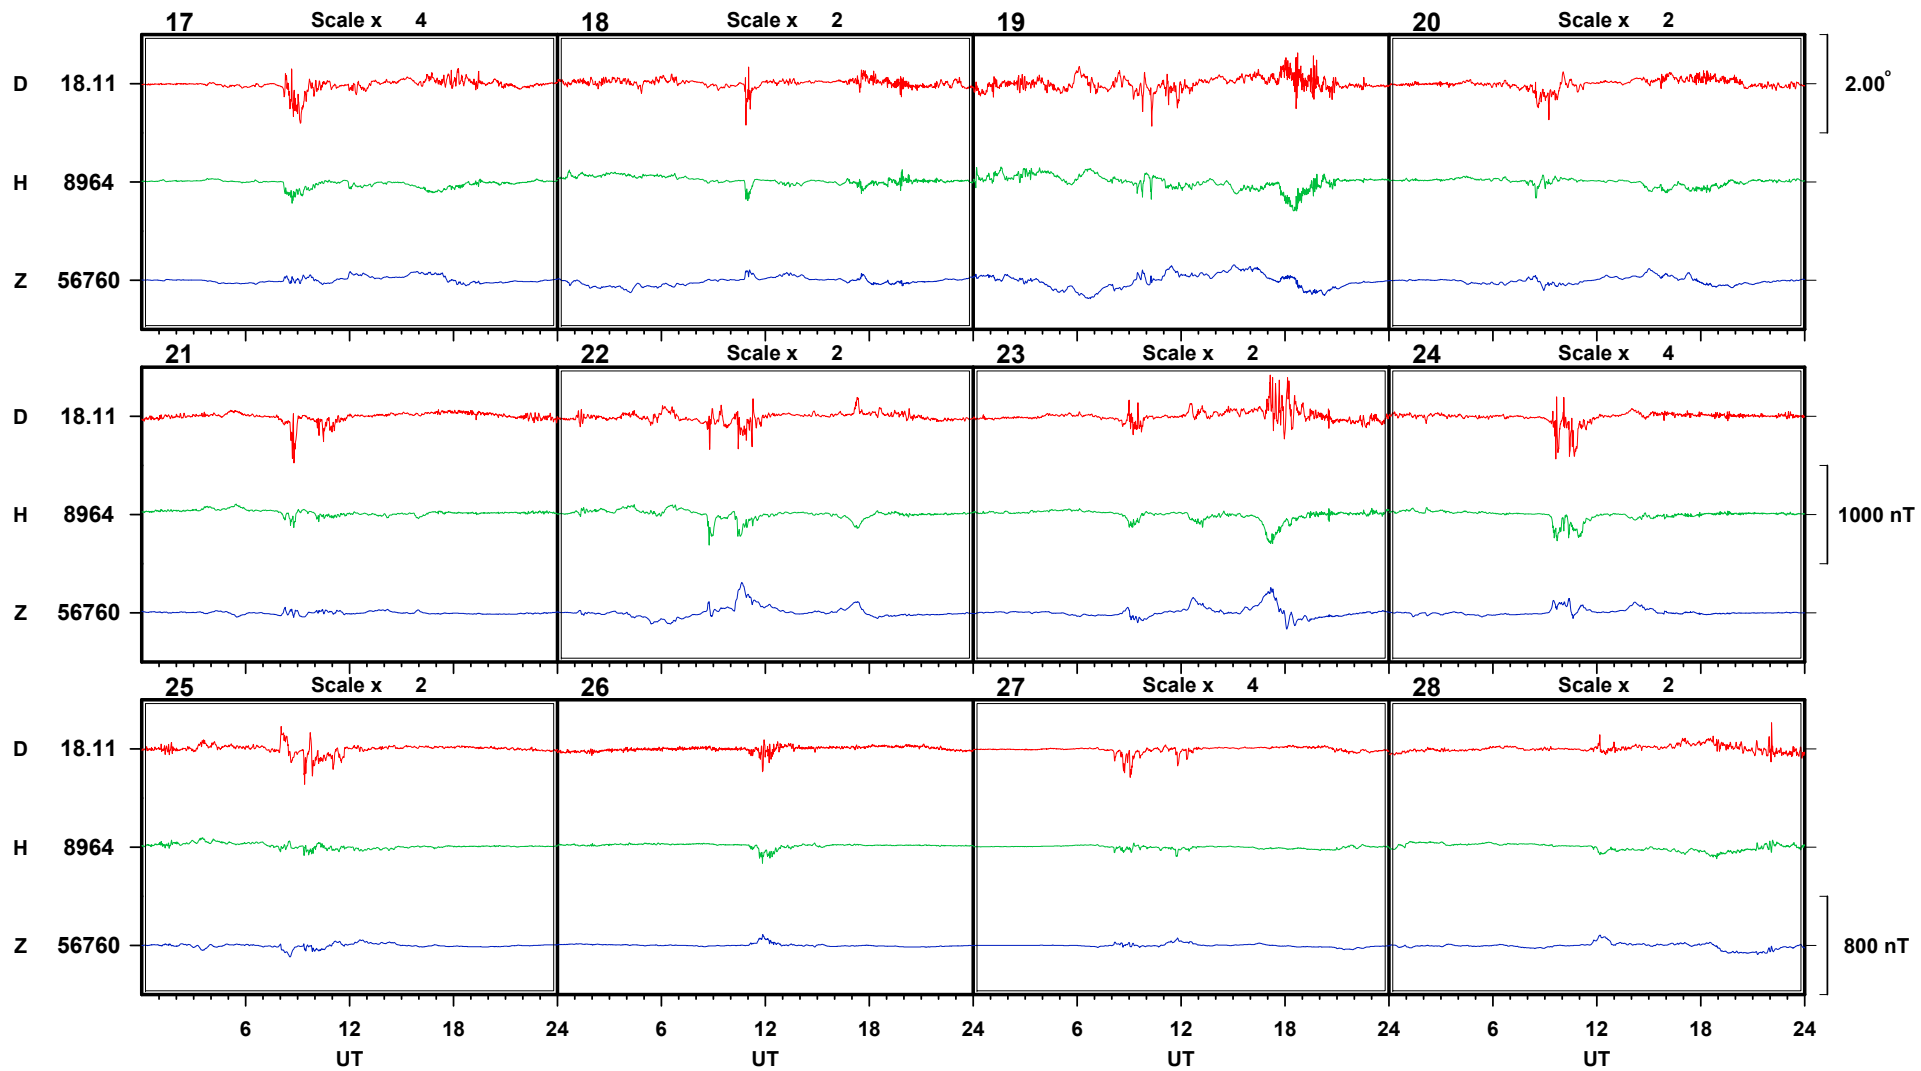 17 Scale x 4 18 Scale x 2 19 20 Scale x 2
D 18.11 2.00°
H 8964
Z 56760
21 22 Scale x 2 23 Scale x 2 24 Scale x 4
D 18.11
H 8964 1000 nT
Z 56760
25 Scale x 2 26 27 Scale x 4 28 Scale x 2
D 18.11
H 8964
Z 56760 800 nT
6 12 18 24 6 12 18 24 6 12 18 24 6 12 18 24
UT UT UT UT